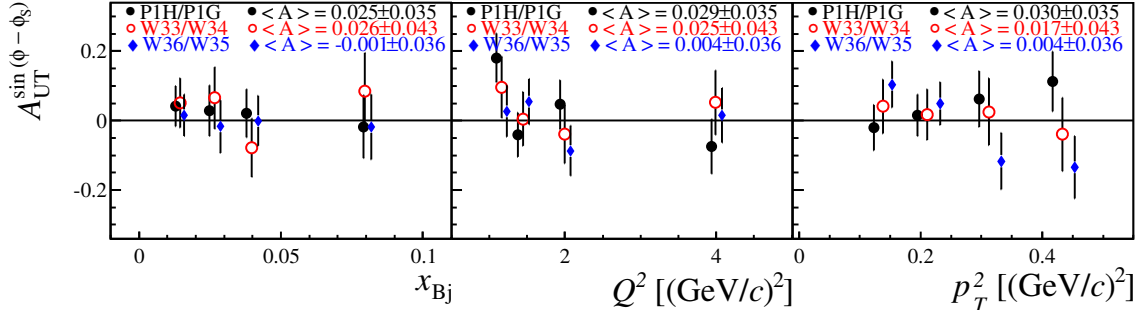 A_UT^sin (ϕ − ϕ_S)
0.2
0
-0.2
P1H/P1G < A > = 0.025±0.035
W33/W34 < A > = 0.026±0.043
W36/W35 < A > = -0.001±0.036
0 0.05 0.1
x_Bj
P1H/P1G < A > = 0.029±0.035
W33/W34 < A > = 0.025±0.043
W36/W35 < A > = 0.004±0.036
2 4
Q² [(GeV/c)²]
P1H/P1G < A > = 0.030±0.035
W33/W34 < A > = 0.017±0.043
W36/W35 < A > = 0.004±0.036
0 0.2 0.4
p_T² [(GeV/c)²]